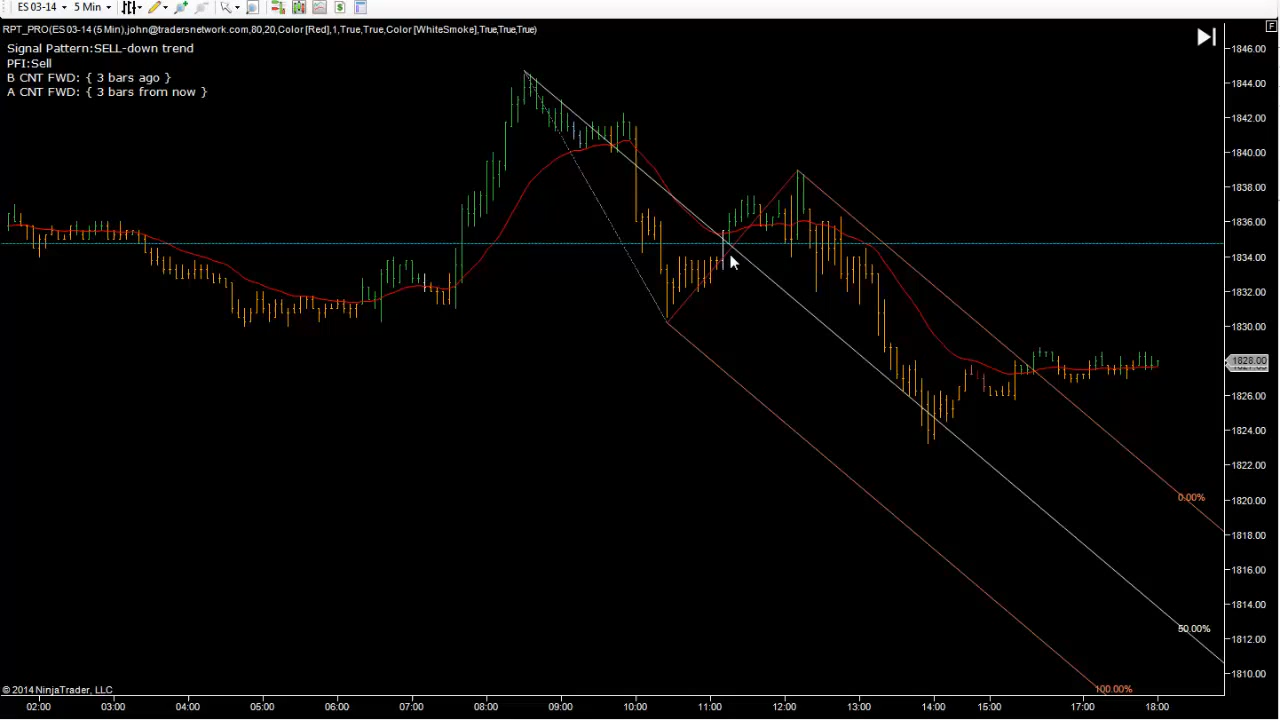 ES 03-14 5 Min
F
RPT_PRO(ES 03-14 (5 Min),john@tradersnetwork.com,80,20,Color [Red],1,True,True,Color [WhiteSmoke],True,True,True)
Signal Pattern:SELL-down trend
PFI:Sell
B CNT FWD: { 3 bars ago }
A CNT FWD: { 3 bars from now }
1846.00
1844.00
1842.00
1840.00
1838.00
1836.00
1834.00
1832.00
1830.00
1828.00
1826.00
1824.00
1822.00
1820.00
1818.00
1816.00
1814.00
1812.00
1810.00
0.00%
50.00%
100.00%
© 2014 NinjaTrader, LLC
02:00 03:00 04:00 05:00 06:00 07:00 08:00 09:00 10:00 11:00 12:00 13:00 14:00 15:00 17:00 18:00